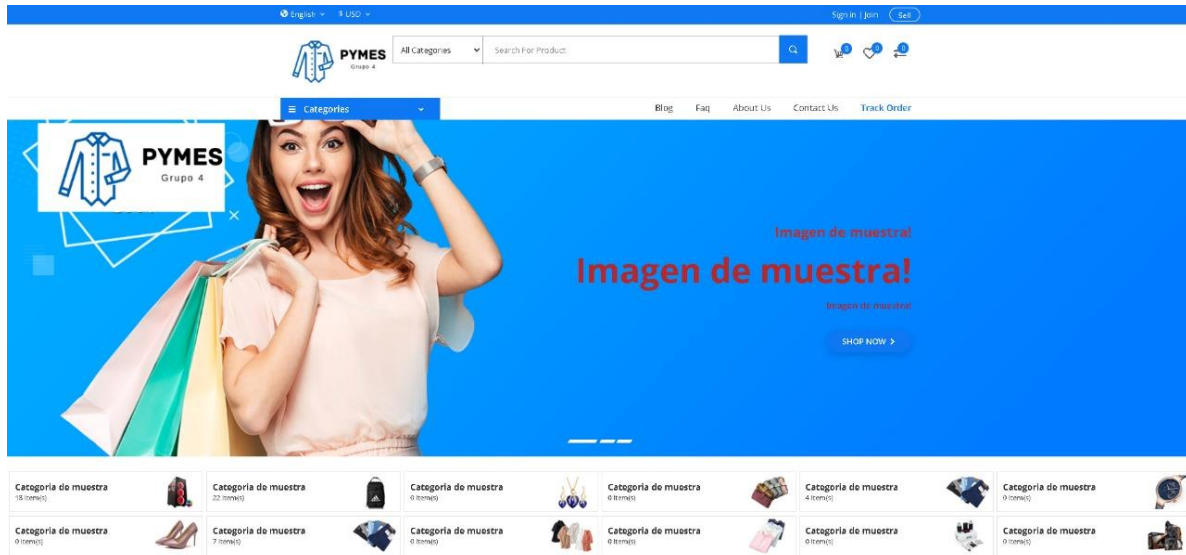 English $ USD Sign in | Join Sell
PYMES
Grupo 4
All Categories Search For Product
0 0 0
Categories Blog Faq About Us Contact Us Track Order
PYMES
Grupo 4
Imagen de muestra!
Imagen de muestra!
Imagen de muestra!
SHOP NOW
Categoria de muestra
18 Item(s)
Categoria de muestra
22 Item(s)
Categoria de muestra
0 Item(s)
Categoria de muestra
0 Item(s)
Categoria de muestra
4 Item(s)
Categoria de muestra
0 Item(s)
Categoria de muestra
0 Item(s)
Categoria de muestra
7 Item(s)
Categoria de muestra
0 Item(s)
Categoria de muestra
0 Item(s)
Categoria de muestra
0 Item(s)
Categoria de muestra
0 Item(s)